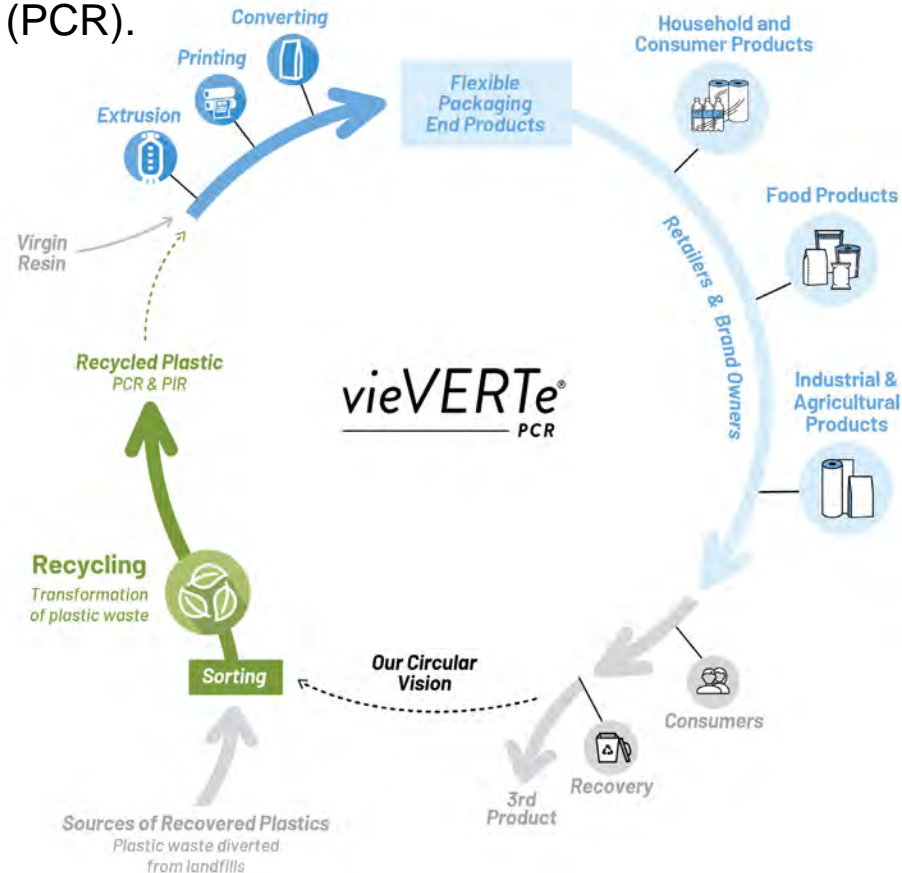 (PCR).
Converting
Printing
Extrusion
Flexible
Packaging
End Products
Household and
Consumer Products
Food Products
Retailers & Brand Owners
Industrial &
Agricultural
Products
Virgin
Resin
Recycled Plastic
PCR & PIR
vieVERTe®
PCR
Recycling
Transformation
of plastic waste
Sorting
Our Circular
Vision
Consumers
Recovery
3rd
Product
Sources of Recovered Plastics
Plastic waste diverted
from landfills